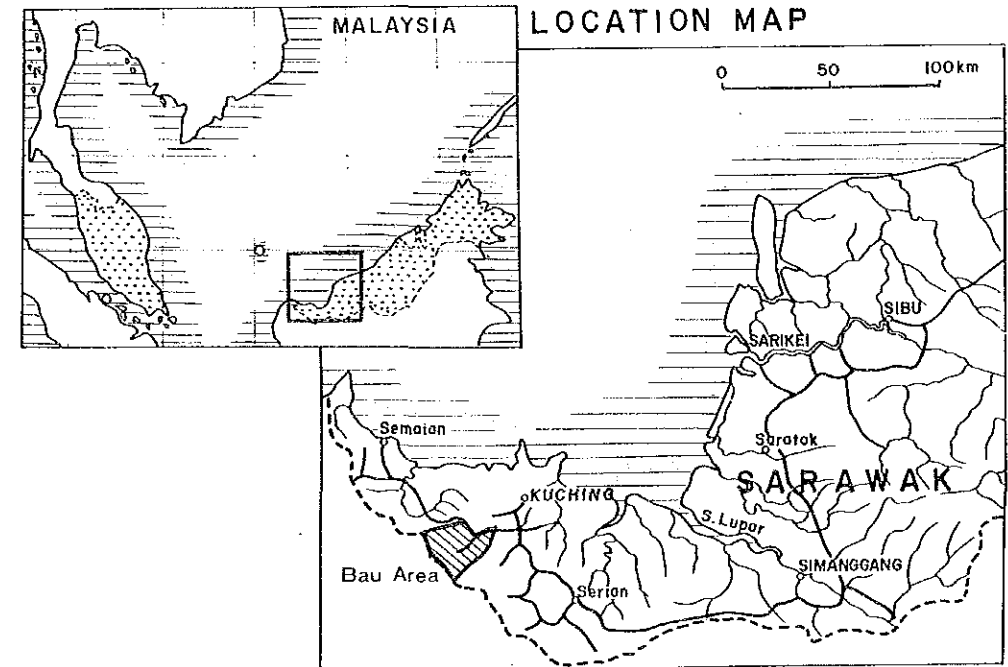 MALAYSIA
LOCATION MAP
0 50 100km
SIBU
SARIKEI
Semaian
Saratok
SARAWAK
KUCHING
S. Lupar
Bau Area
SIMANGGANG
Serian